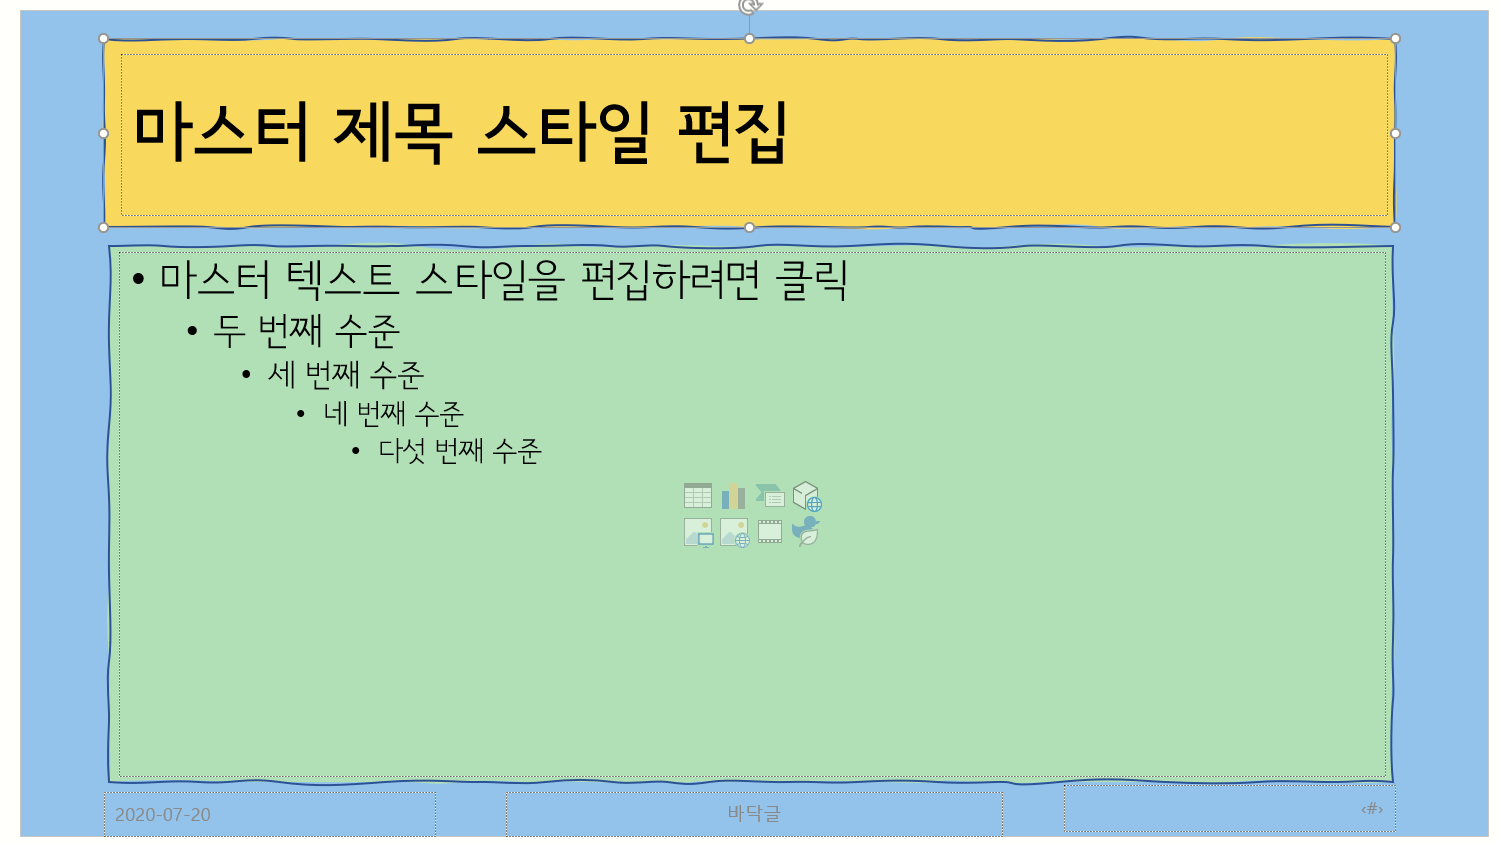 마스터 제목 스타일 편집
• 마스터 텍스트 스타일을 편집하려면 클릭
• 두 번째 수준
• 세 번째 수준
• 네 번째 수준
• 다섯 번째 수준
2020-07-20
바닥글
‹#›